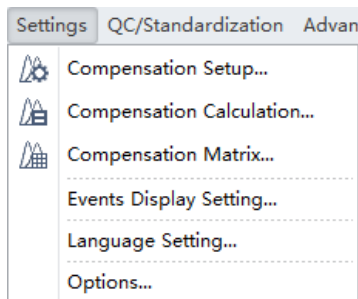 Settings QC/Standardization Advan
Compensation Setup...
Compensation Calculation...
Compensation Matrix...
Events Display Setting...
Language Setting...
Options...